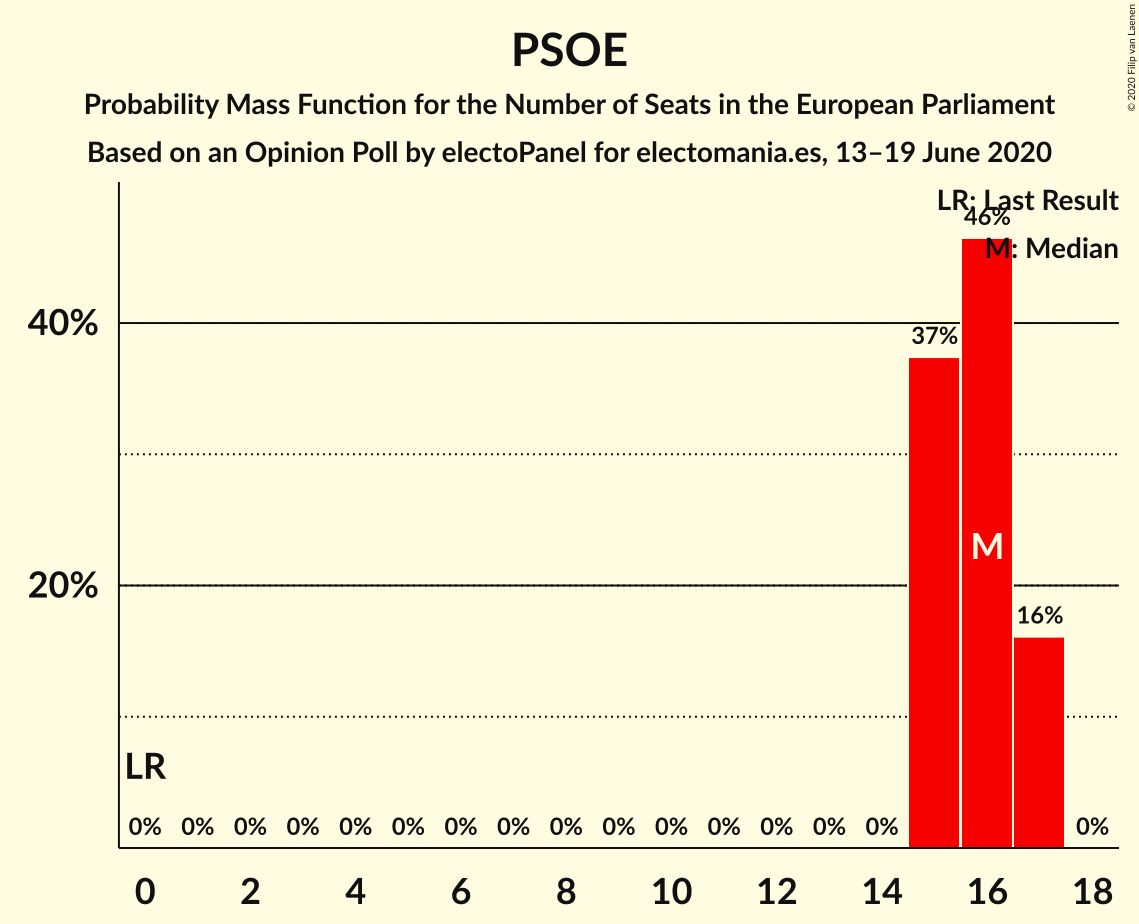 PSOE
Probability Mass Function for the Number of Seats in the European Parliament
Based on an Opinion Poll by electoPanel for electomania.es, 13–19 June 2020
© 2020 Filip van Laenen
LR: Last Result
M: Median
46%
37%
40%
M
20%
16%
LR
0% 0% 0% 0% 0% 0% 0% 0% 0% 0% 0% 0% 0% 0% 0% 0%
0 2 4 6 8 10 12 14 16 18